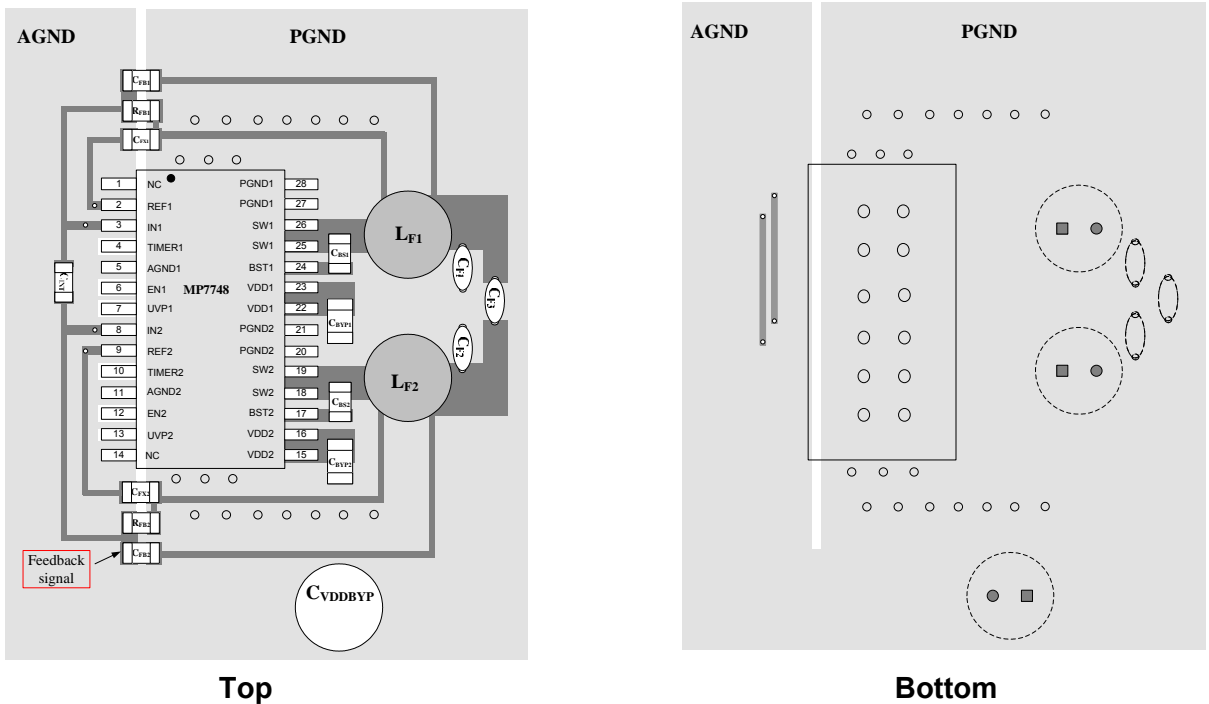 AGND
PGND
CFB1
RFB1
CFX1
1 NC PGND1 28
2 REF1 PGND1 27
3 IN1 SW1 26
4 TIMER1 SW1 25
5 AGND1 BST1 24
6 EN1 VDD1 23
7 UVP1 VDD1 22
8 IN2 PGND2 21
9 REF2 PGND2 20
10 TIMER2 SW2 19
11 AGND2 SW2 18
12 EN2 BST2 17
13 UVP2 VDD2 16
14 NC VDD2 15
MP7748
CINT
CBS1
CBYP1
CBS2
CBYP2
LF1
LF2
CF1
CF2
CF3
CFX2
RFB2
CFB2
Feedback
signal
CVDDBYP
Top
AGND
PGND
Bottom